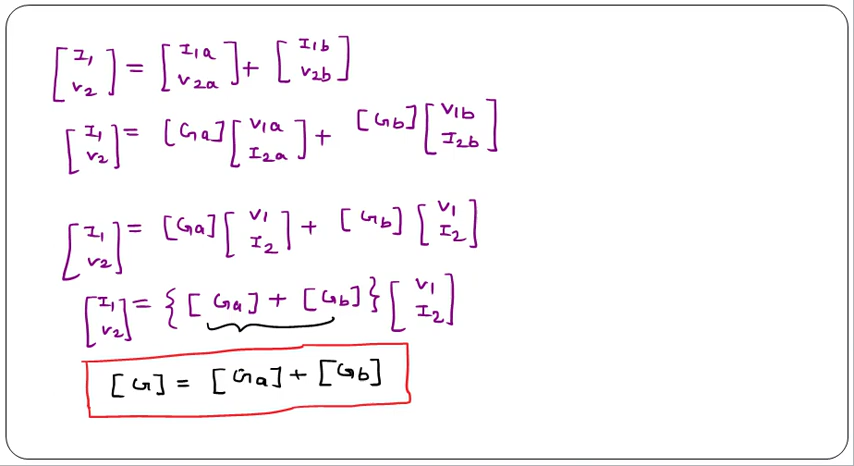 [I1 V2] = [I1a V2a] + [I1b V2b]
[I1 V2] = [Ga] [V1a I2a] + [Gb] [V1b I2b]
[I1 V2] = [Ga] [V1 I2] + [Gb] [V1 I2]
[I1 V2] = {[Ga] + [Gb]} [V1 I2]
[G] = [Ga] + [Gb]